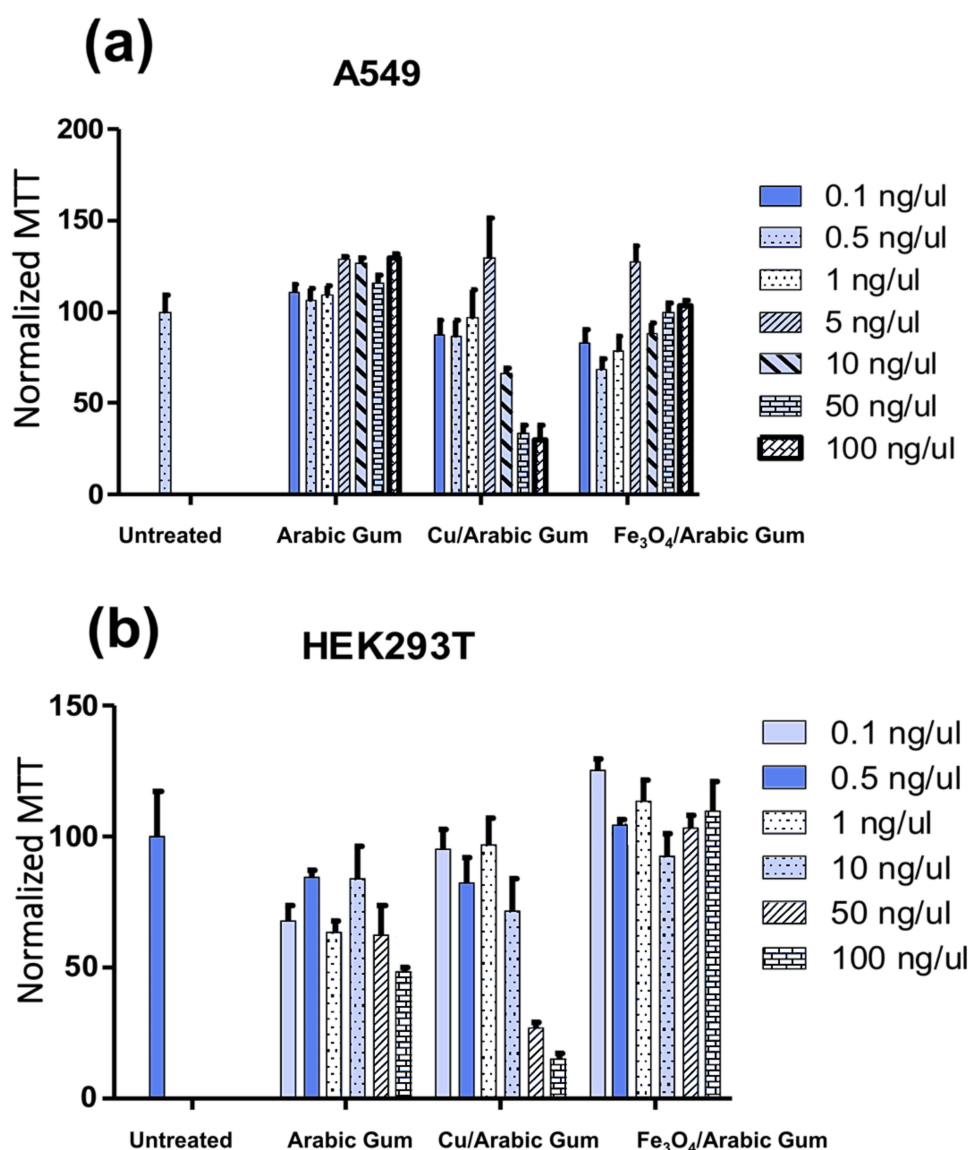 (a)
A549
Normalized MTT
200
150
100
50
0
Untreated
Arabic Gum
Cu/Arabic Gum
Fe₃O₄/Arabic Gum
0.1 ng/ul
0.5 ng/ul
1 ng/ul
5 ng/ul
10 ng/ul
50 ng/ul
100 ng/ul
(b)
HEK293T
Normalized MTT
150
100
50
0
Untreated
Arabic Gum
Cu/Arabic Gum
Fe₃O₄/Arabic Gum
0.1 ng/ul
0.5 ng/ul
1 ng/ul
10 ng/ul
50 ng/ul
100 ng/ul